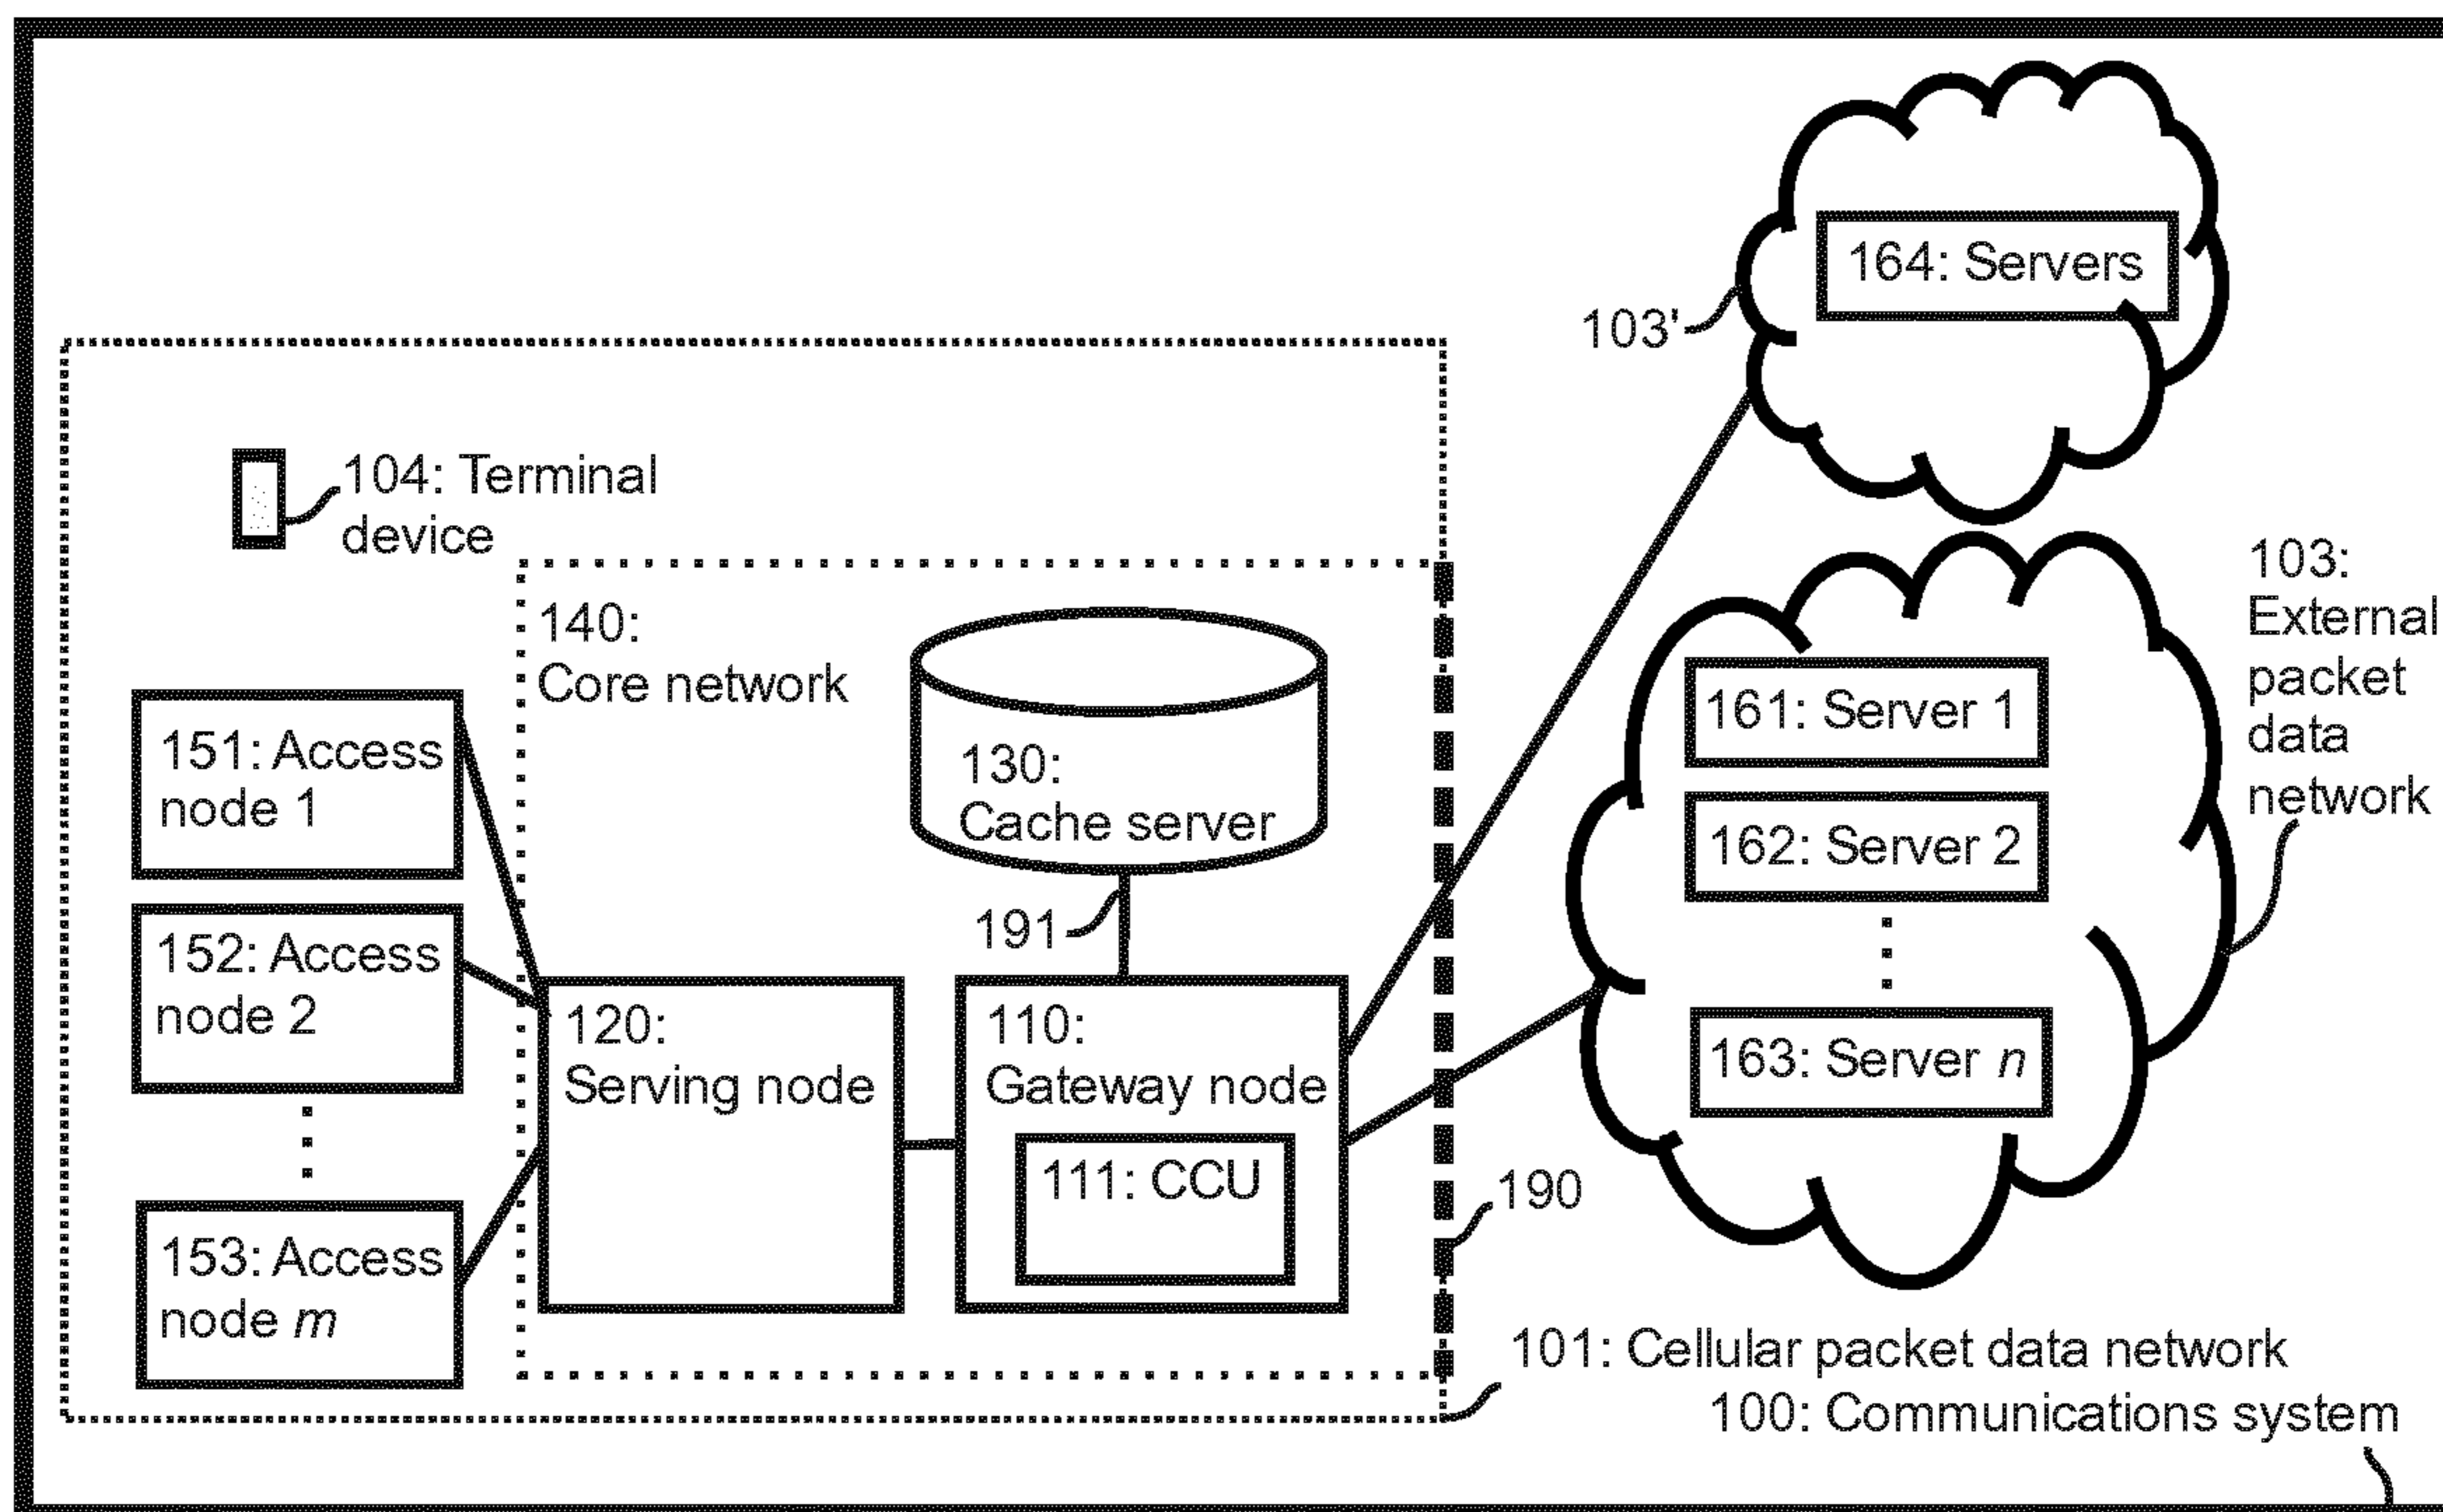 164: Servers
103'
104: Terminal
device
103:
External
packet
data
network
140:
Core network
130:
Cache server
191
151: Access
node 1
152: Access
node 2
153: Access
node m
120:
Serving node
110:
Gateway node
111: CCU
161: Server 1
162: Server 2
163: Server n
190
101: Cellular packet data network
100: Communications system